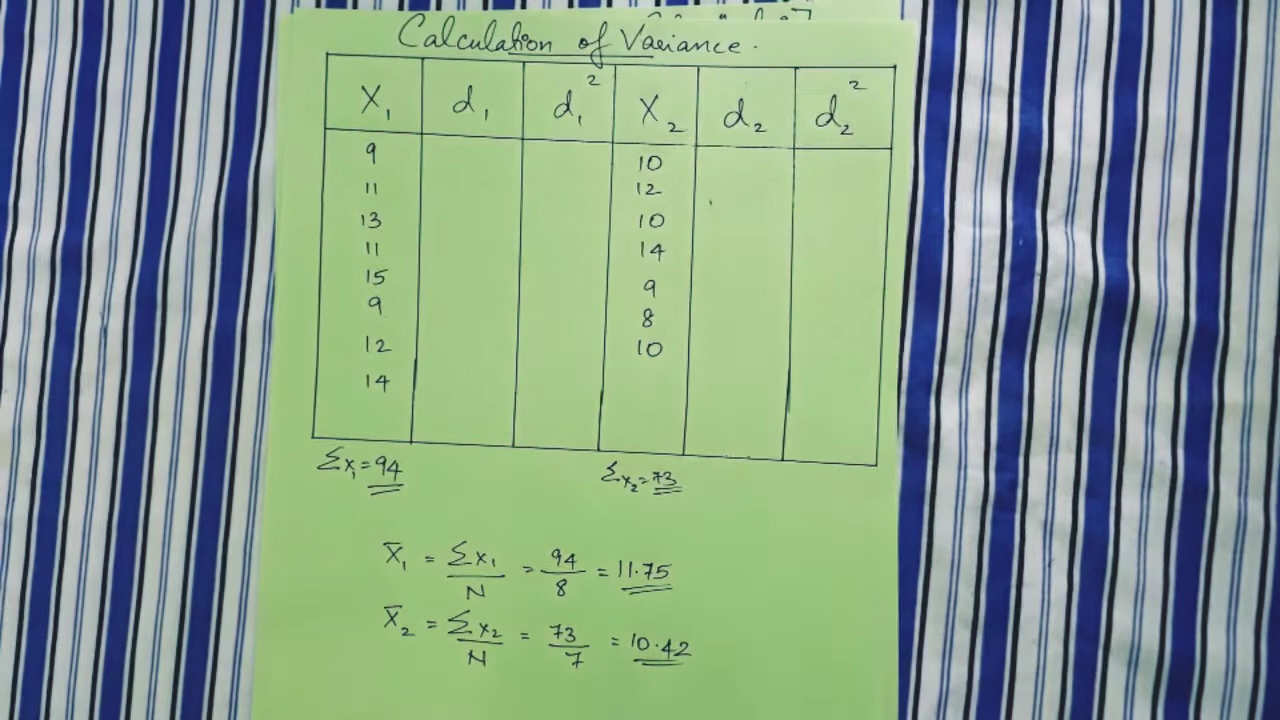 Calculation of Variance.
X₁ d₁ d₁² X₂ d₂ d₂²
9 10
11 12
13 10
11 14
15 9
9 8
12 10
14
Σx₁=94 Σx₂=73
X̄₁ = Σx₁/N = 94/8 = 11.75
X̄₂ = Σx₂/N = 73/7 = 10.42